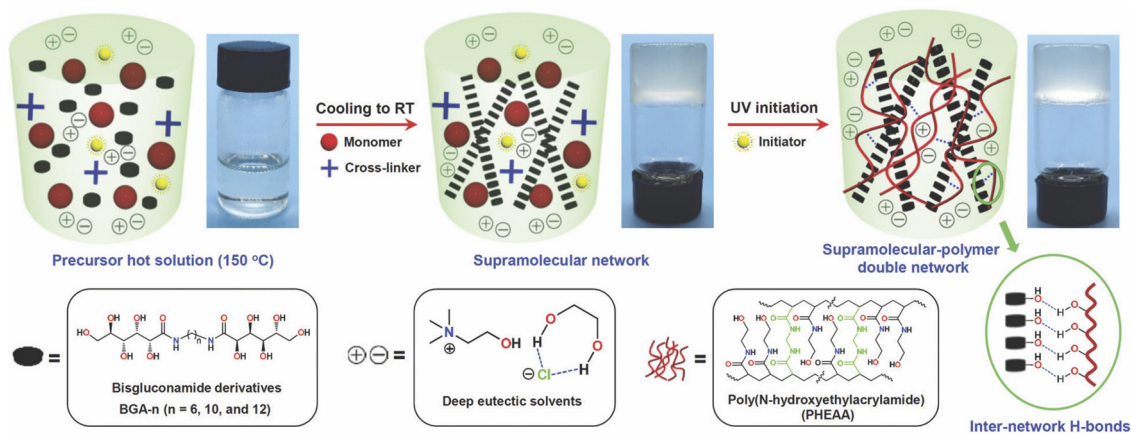 Cooling to RT
Monomer
Cross-linker
UV initiation
Initiator
Precursor hot solution (150 °C)
Supramolecular network
Supramolecular-polymer
double network
=
Bisgluconamide derivatives
BGA-n (n = 6, 10, and 12)
=
Deep eutectic solvents
=
Poly(N-hydroxyethylacrylamide)
(PHEAA)
Inter-network H-bonds